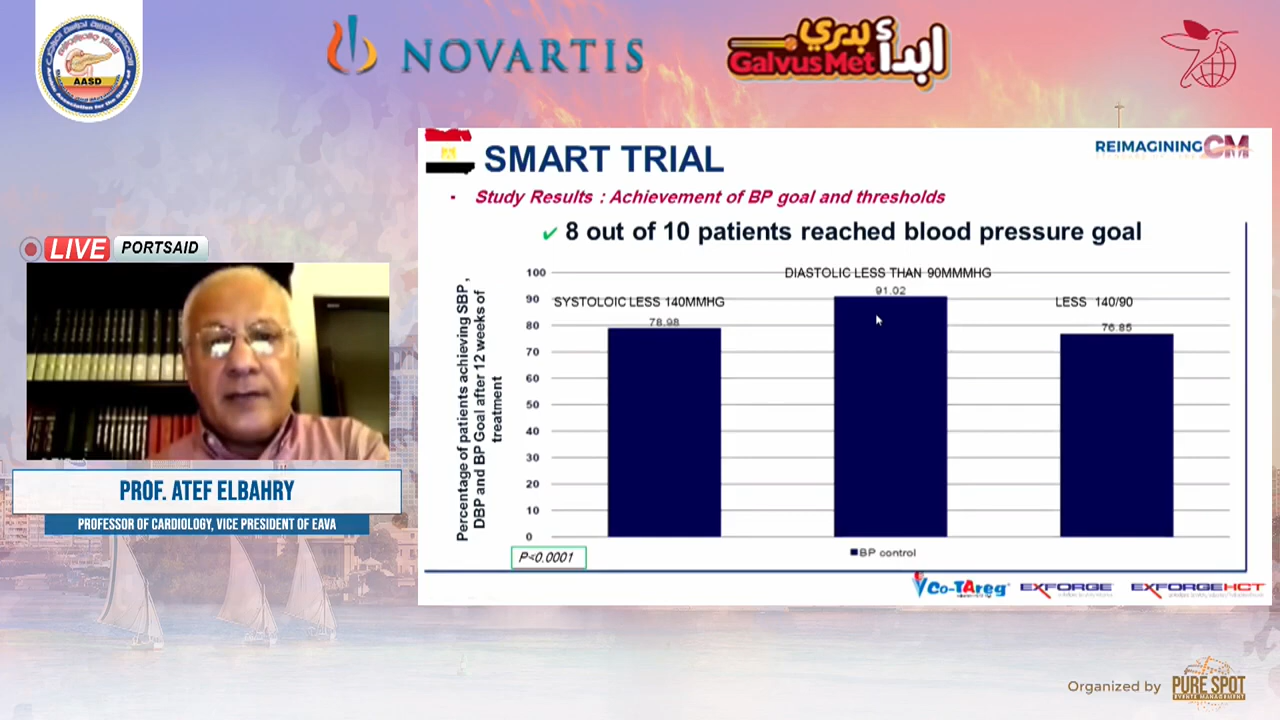 AASD
NOVARTIS
ابدأ بدري
GalvusMet
SMART TRIAL
REIMAGINING CM
Study Results : Achievement of BP goal and thresholds
✓ 8 out of 10 patients reached blood pressure goal
LIVE
PORTSAID
Percentage of patients achieving SBP ,
DBP and BP Goal after 12 weeks of
treatment
100
90
80
70
60
50
40
30
20
10
0
SYSTOLOIC LESS 140MMHG
78.98
DIASTOLIC LESS THAN 90MMMHG
91.02
LESS 140/90
76.85
BP control
P<0.0001
PROF. ATEF ELBAHRY
PROFESSOR OF CARDIOLOGY, VICE PRESIDENT OF EAVA
Co-TAreg
EXFORGE
EXFORGE HCT
Organized by
PURE SPOT
EVENTS MANAGEMENT